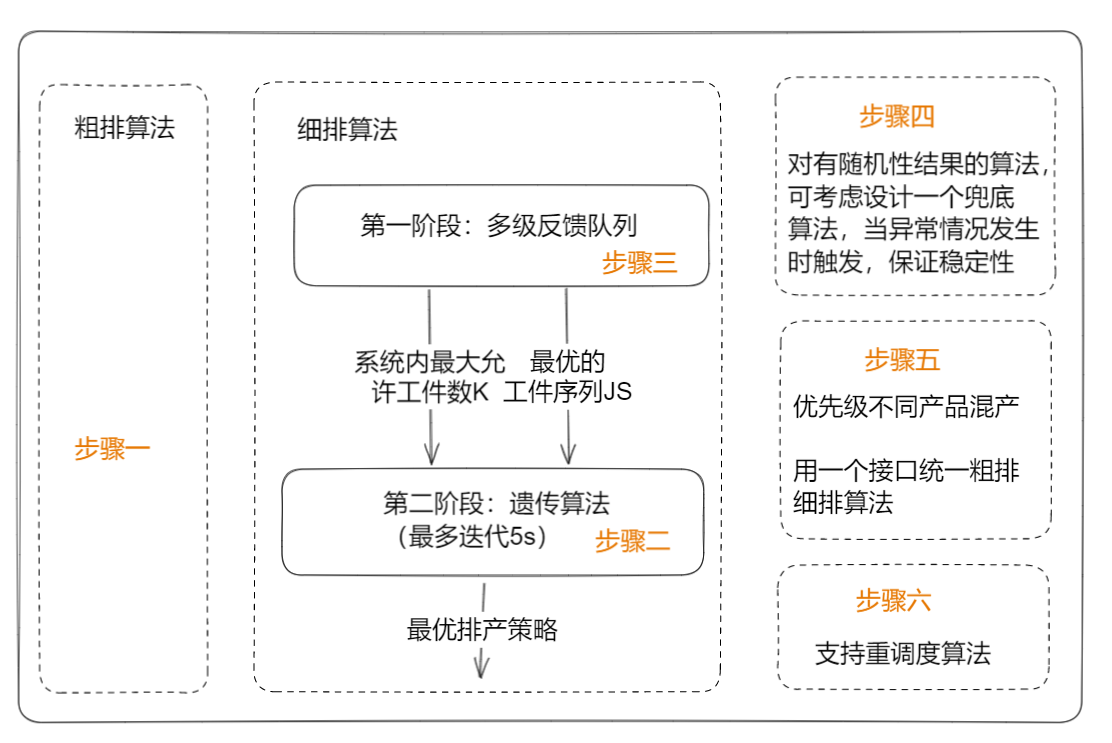 粗排算法
步骤一
细排算法
第一阶段：多级反馈队列
步骤三
系统内最大允
许工件数K
最优的
工件序列JS
第二阶段：遗传算法
（最多迭代5s）
步骤二
最优排产策略
步骤四
对有随机性结果的算法，
可考虑设计一个兜底
算法，当异常情况发生
时触发，保证稳定性
步骤五
优先级不同产品混产
用一个接口统一粗排
细排算法
步骤六
支持重调度算法